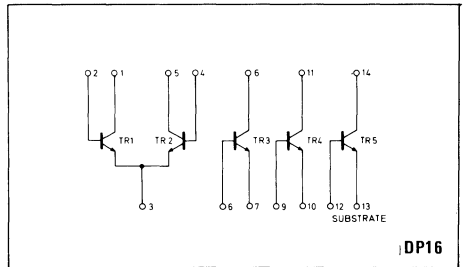 2 1 5 4 6 11 14
TR1 TR2 TR3 TR4 TR5
3 6 7 9 10 12 13
SUBSTRATE
DP16